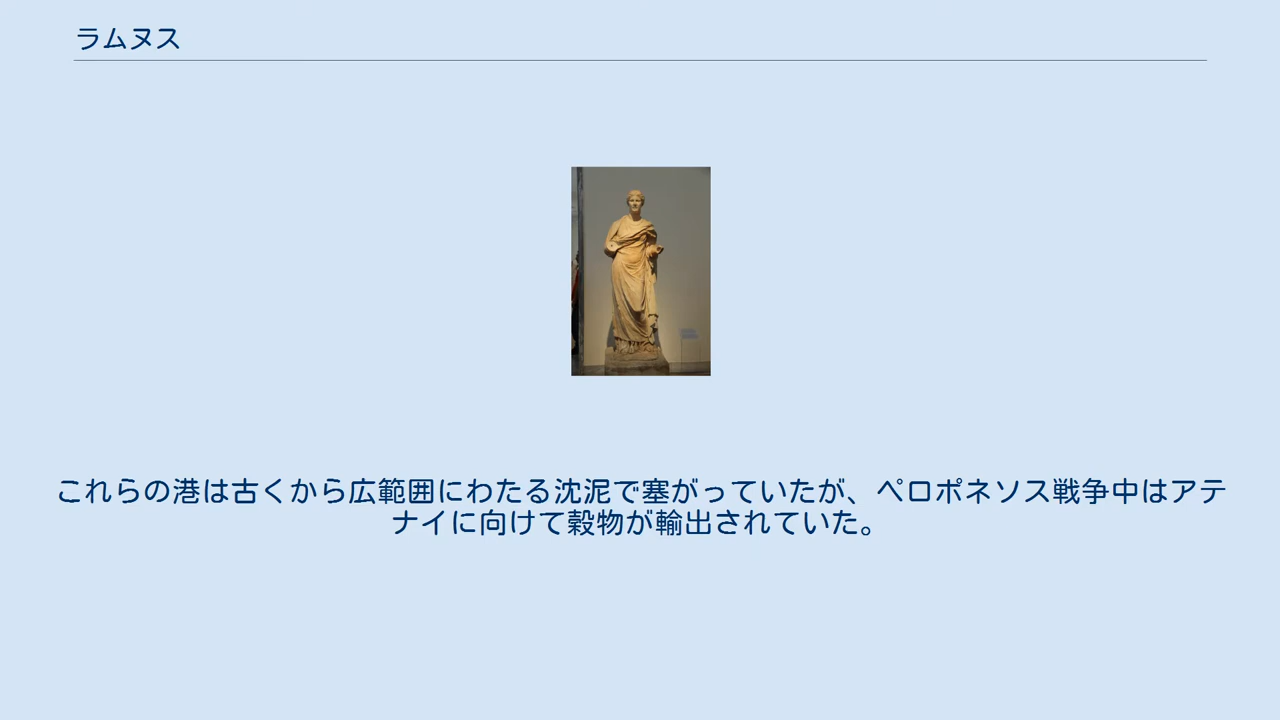 ラムヌス
これらの港は古くから広範囲にわたる沈泥で塞がっていたが、ペロポネソス戦争中はアテ
ナイに向けて穀物が輸出されていた。